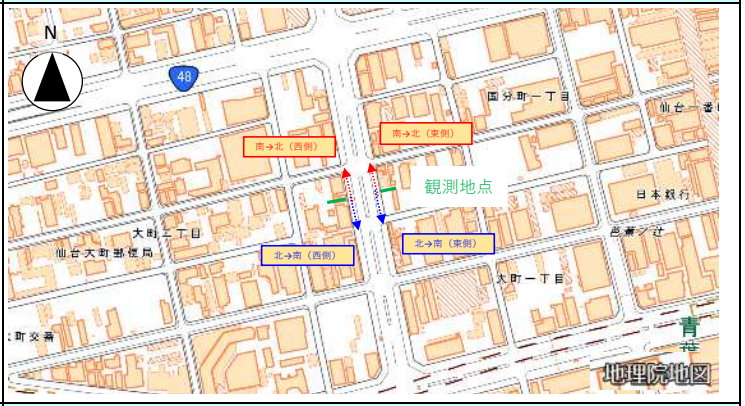 N
48
国分町一丁目
仙台一番
南→北（東側）
南→北（西側）
観測地点
日本銀行
大町二丁目
芭蕉ノ辻
北→南（東側）
仙台大町郵便局
北→南（西側）
大町一丁目
青
町交番
地理院地図